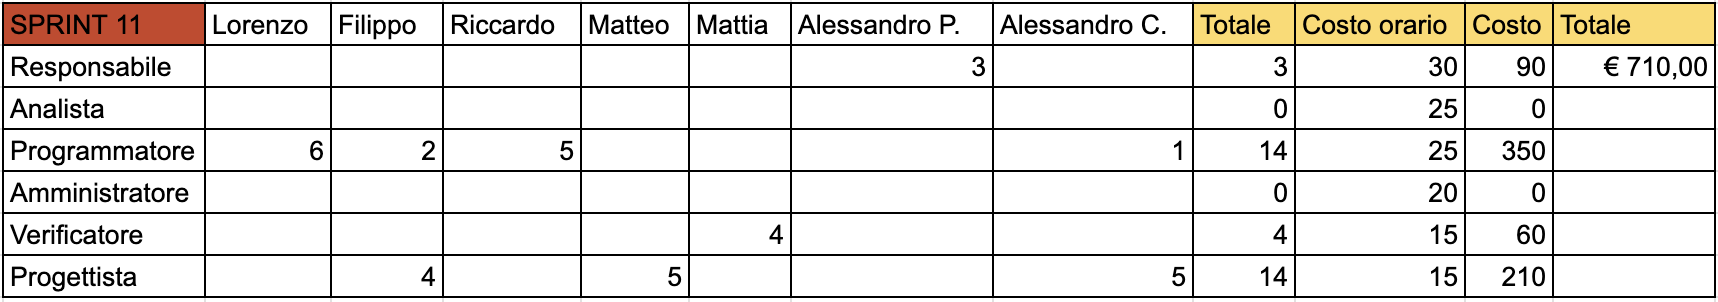 SPRINT 11 Lorenzo Filippo Riccardo Matteo Mattia Alessandro P. Alessandro C. Totale Costo orario Costo Totale
Responsabile 3 3 30 90 € 710,00
Analista 0 25 0
Programmatore 6 2 5 1 14 25 350
Amministratore 0 20 0
Verificatore 4 4 15 60
Progettista 4 5 5 14 15 210